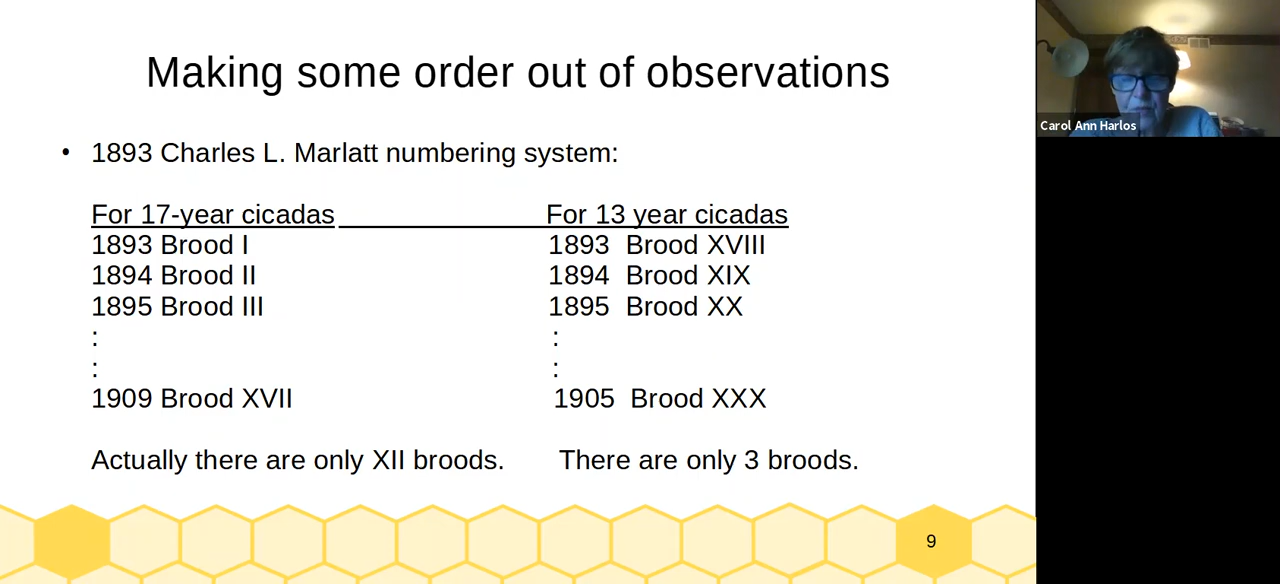 Making some order out of observations
• 1893 Charles L. Marlatt numbering system:
For 17-year cicadas For 13 year cicadas
1893 Brood I 1893 Brood XVIII
1894 Brood II 1894 Brood XIX
1895 Brood III 1895 Brood XX
: :
: :
1909 Brood XVII 1905 Brood XXX
Actually there are only XII broods. There are only 3 broods.
9
Carol Ann Harlos